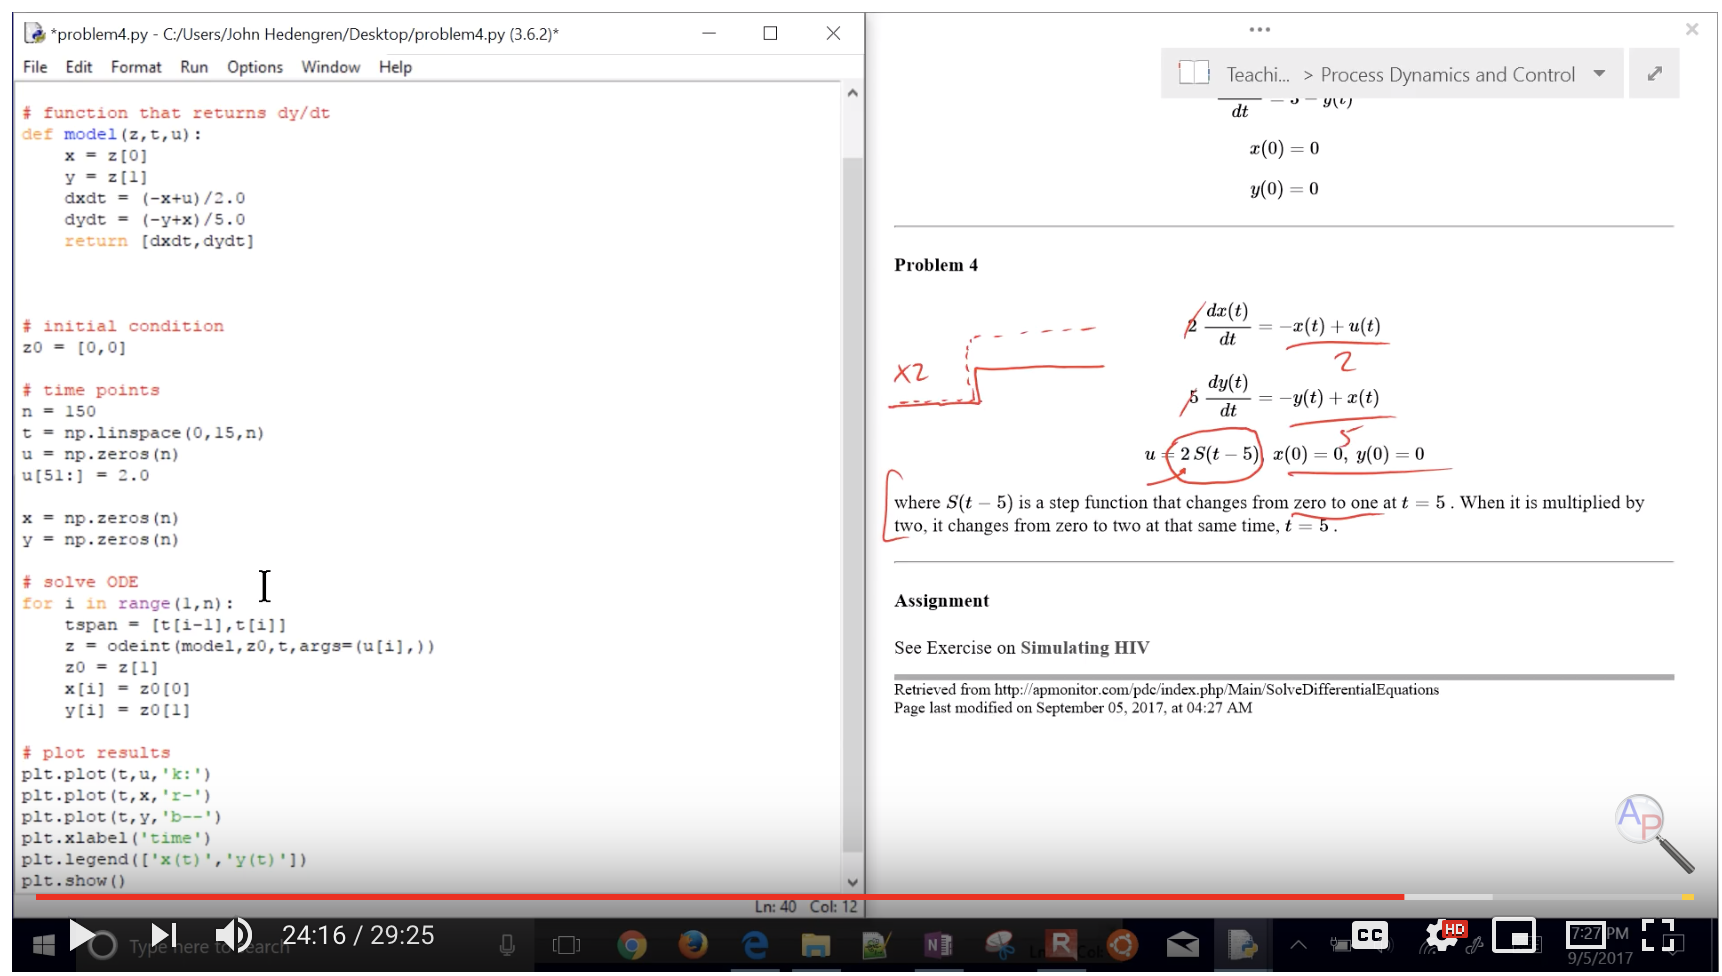 *problem4.py - C:/Users/John Hedengren/Desktop/problem4.py (3.6.2)*
File Edit Format Run Options Window Help
# function that returns dy/dt
def model(z,t,u):
    x = z[0]
    y = z[1]
    dxdt = (-x+u)/2.0
    dydt = (-y+x)/5.0
    return [dxdt,dydt]
# initial condition
z0 = [0,0]
# time points
n = 150
t = np.linspace(0,15,n)
u = np.zeros(n)
u[51:] = 2.0
x = np.zeros(n)
y = np.zeros(n)
# solve ODE
for i in range(1,n):
    tspan = [t[i-1],t[i]]
    z = odeint(model,z0,t,args=(u[i],))
    z0 = z[1]
    x[i] = z0[0]
    y[i] = z0[1]
# plot results
plt.plot(t,u,'k:')
plt.plot(t,x,'r-')
plt.plot(t,y,'b--')
plt.xlabel('time')
plt.legend(['x(t)','y(t)'])
plt.show()
Ln: 40 Col: 12
Teachi... > Process Dynamics and Control
dt = 3 − y(t)
x(0) = 0
y(0) = 0
Problem 4
2 dx(t)/dt = −x(t) + u(t)
2
x2
5 dy(t)/dt = −y(t) + x(t)
5
u = 2 S(t − 5), x(0) = 0, y(0) = 0
where S(t − 5) is a step function that changes from zero to one at t = 5 . When it is multiplied by
two, it changes from zero to two at that same time, t = 5 .
Assignment
See Exercise on Simulating HIV
Retrieved from http://apmonitor.com/pdc/index.php/Main/SolveDifferentialEquations
Page last modified on September 05, 2017, at 04:27 AM
AP
24:16 / 29:25
Type here to search
CC
HD
7:27 PM
9/5/2017